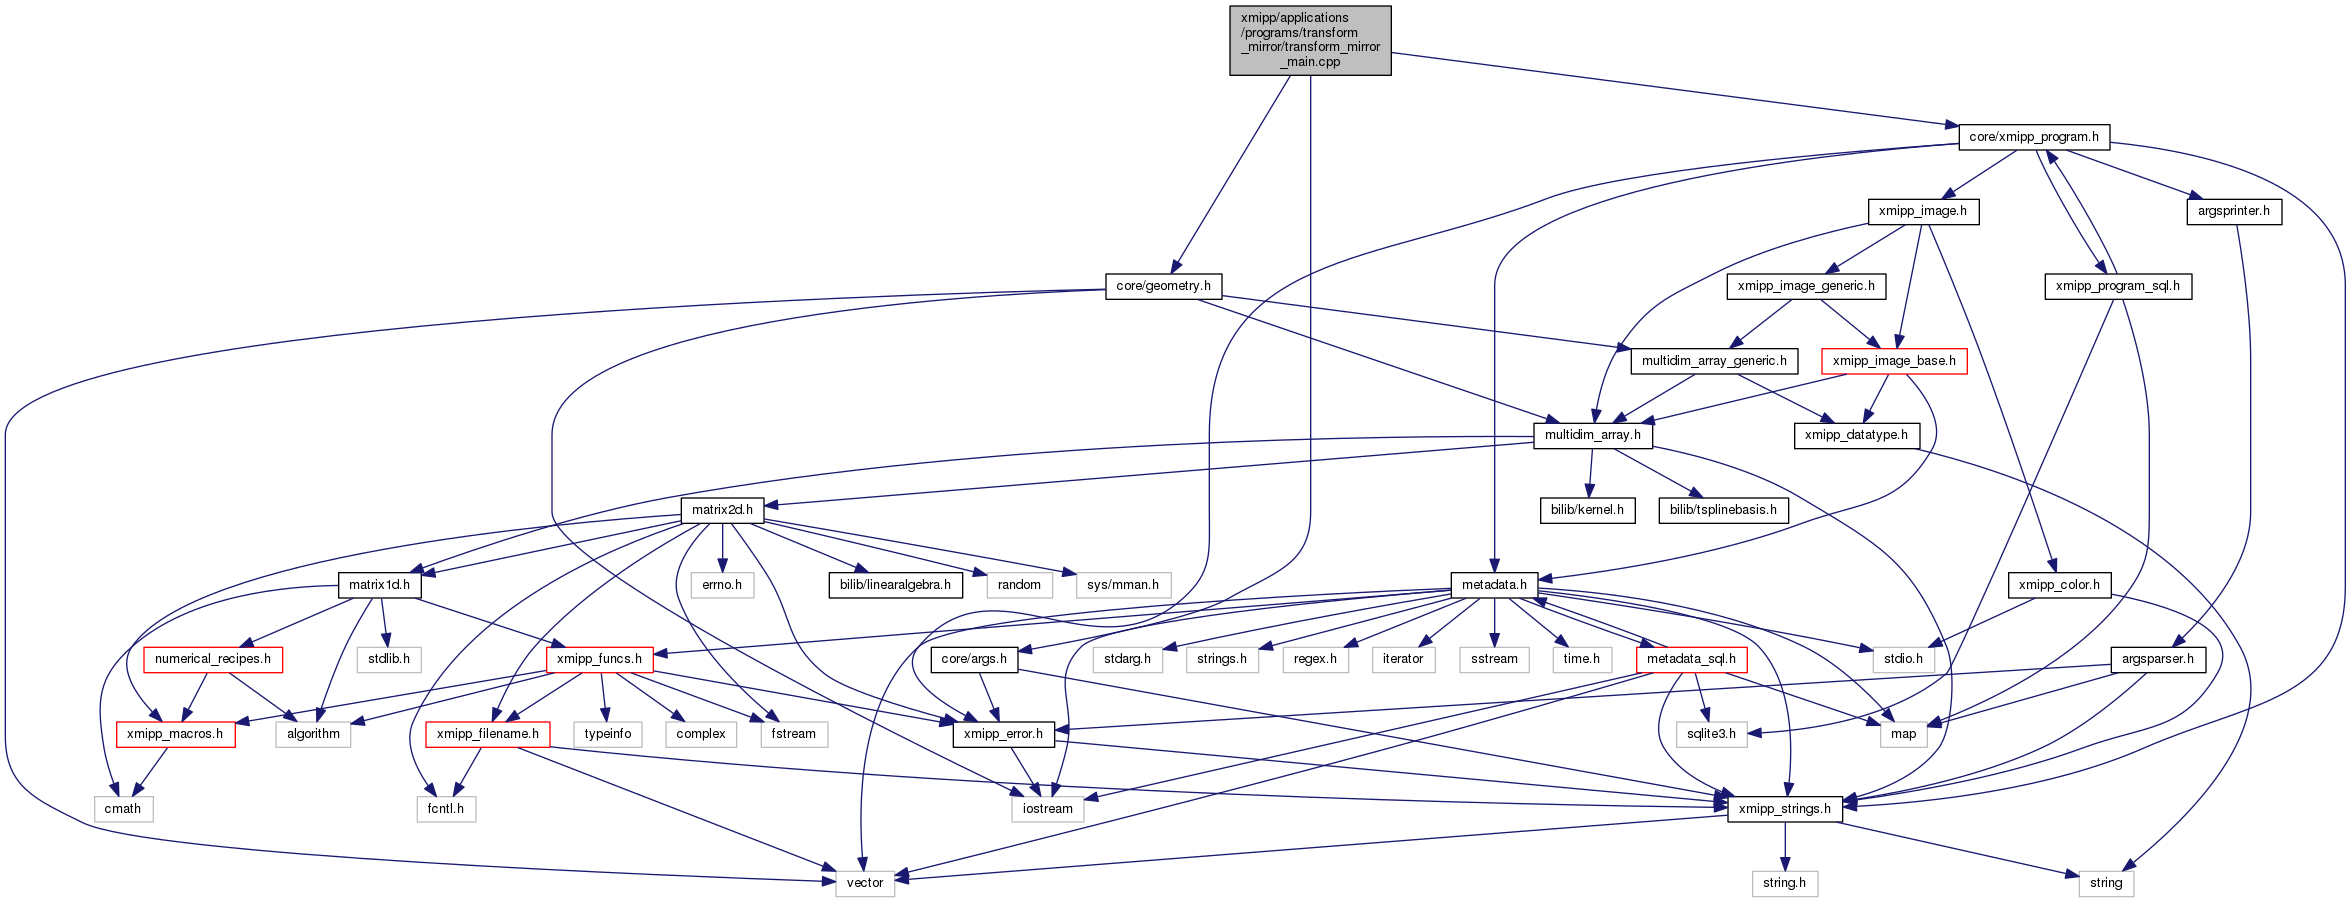 xmipp/applications
/programs/transform
_mirror/transform_mirror
_main.cpp
core/xmipp_program.h
xmipp_image.h
argsprinter.h
core/geometry.h
xmipp_image_generic.h
xmipp_program_sql.h
multidim_array_generic.h
xmipp_image_base.h
multidim_array.h
xmipp_datatype.h
matrix2d.h
bilib/kernel.h
bilib/tsplinebasis.h
matrix1d.h
errno.h
bilib/linearalgebra.h
random
sys/mman.h
metadata.h
xmipp_color.h
numerical_recipes.h
stdlib.h
xmipp_funcs.h
core/args.h
stdarg.h
strings.h
regex.h
iterator
sstream
time.h
metadata_sql.h
stdio.h
argsparser.h
xmipp_macros.h
algorithm
xmipp_filename.h
typeinfo
complex
fstream
xmipp_error.h
sqlite3.h
map
cmath
fcntl.h
iostream
xmipp_strings.h
vector
string.h
string